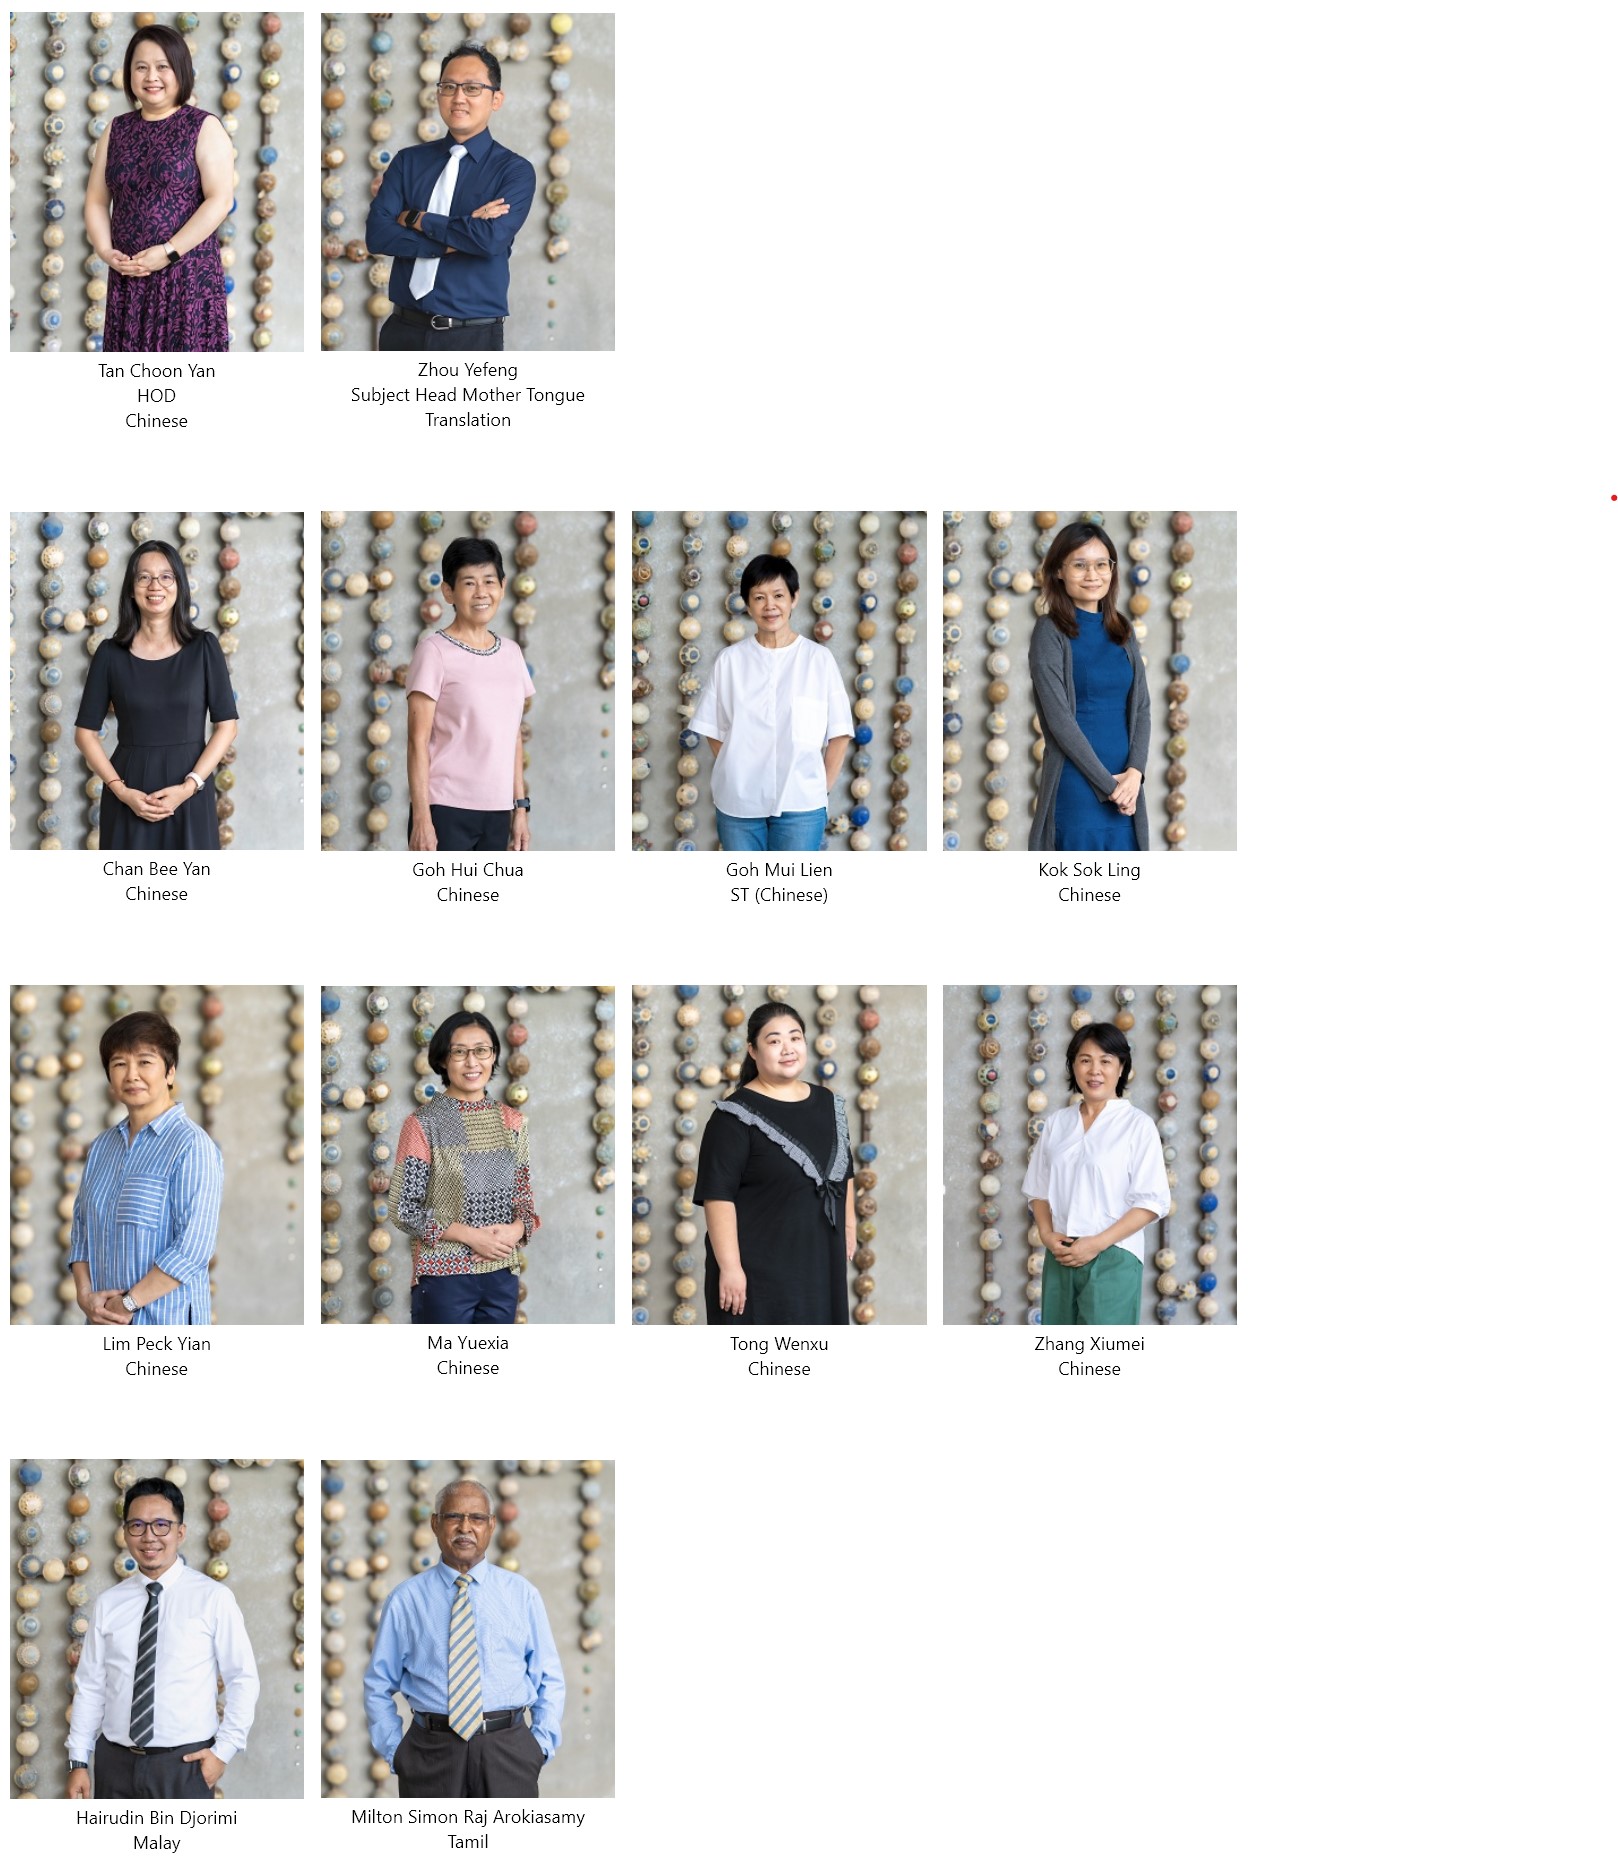 Tan Choon Yan
HOD
Chinese
Zhou Yefeng
Subject Head Mother Tongue
Translation
Chan Bee Yan
Chinese
Goh Hui Chua
Chinese
Goh Mui Lien
ST (Chinese)
Kok Sok Ling
Chinese
Lim Peck Yian
Chinese
Ma Yuexia
Chinese
Tong Wenxu
Chinese
Zhang Xiumei
Chinese
Hairudin Bin Djorimi
Malay
Milton Simon Raj Arokiasamy
Tamil